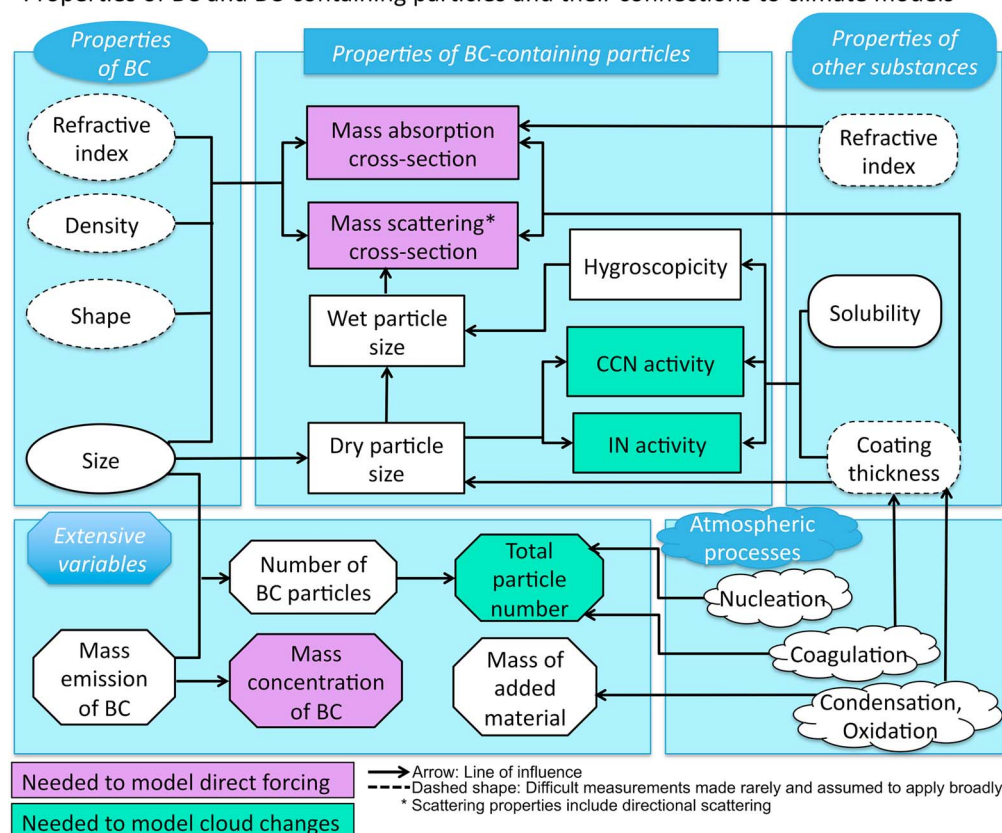 Properties of BC and BC-containing particles and their connections to climate models
Properties
of BC
Properties of BC-containing particles
Properties of
other substances
Refractive
index
Density
Shape
Size
Mass absorption
cross-section
Mass scattering*
cross-section
Wet particle
size
Dry particle
size
Hygroscopicity
CCN activity
IN activity
Refractive
index
Solubility
Coating
thickness
Extensive
variables
Number of
BC particles
Total
particle
number
Mass
emission
of BC
Mass
concentration
of BC
Mass of
added
material
Atmospheric
processes
Nucleation
Coagulation
Condensation,
Oxidation
Needed to model direct forcing
Needed to model cloud changes
Arrow: Line of influence
Dashed shape: Difficult measurements made rarely and assumed to apply broadly
* Scattering properties include directional scattering